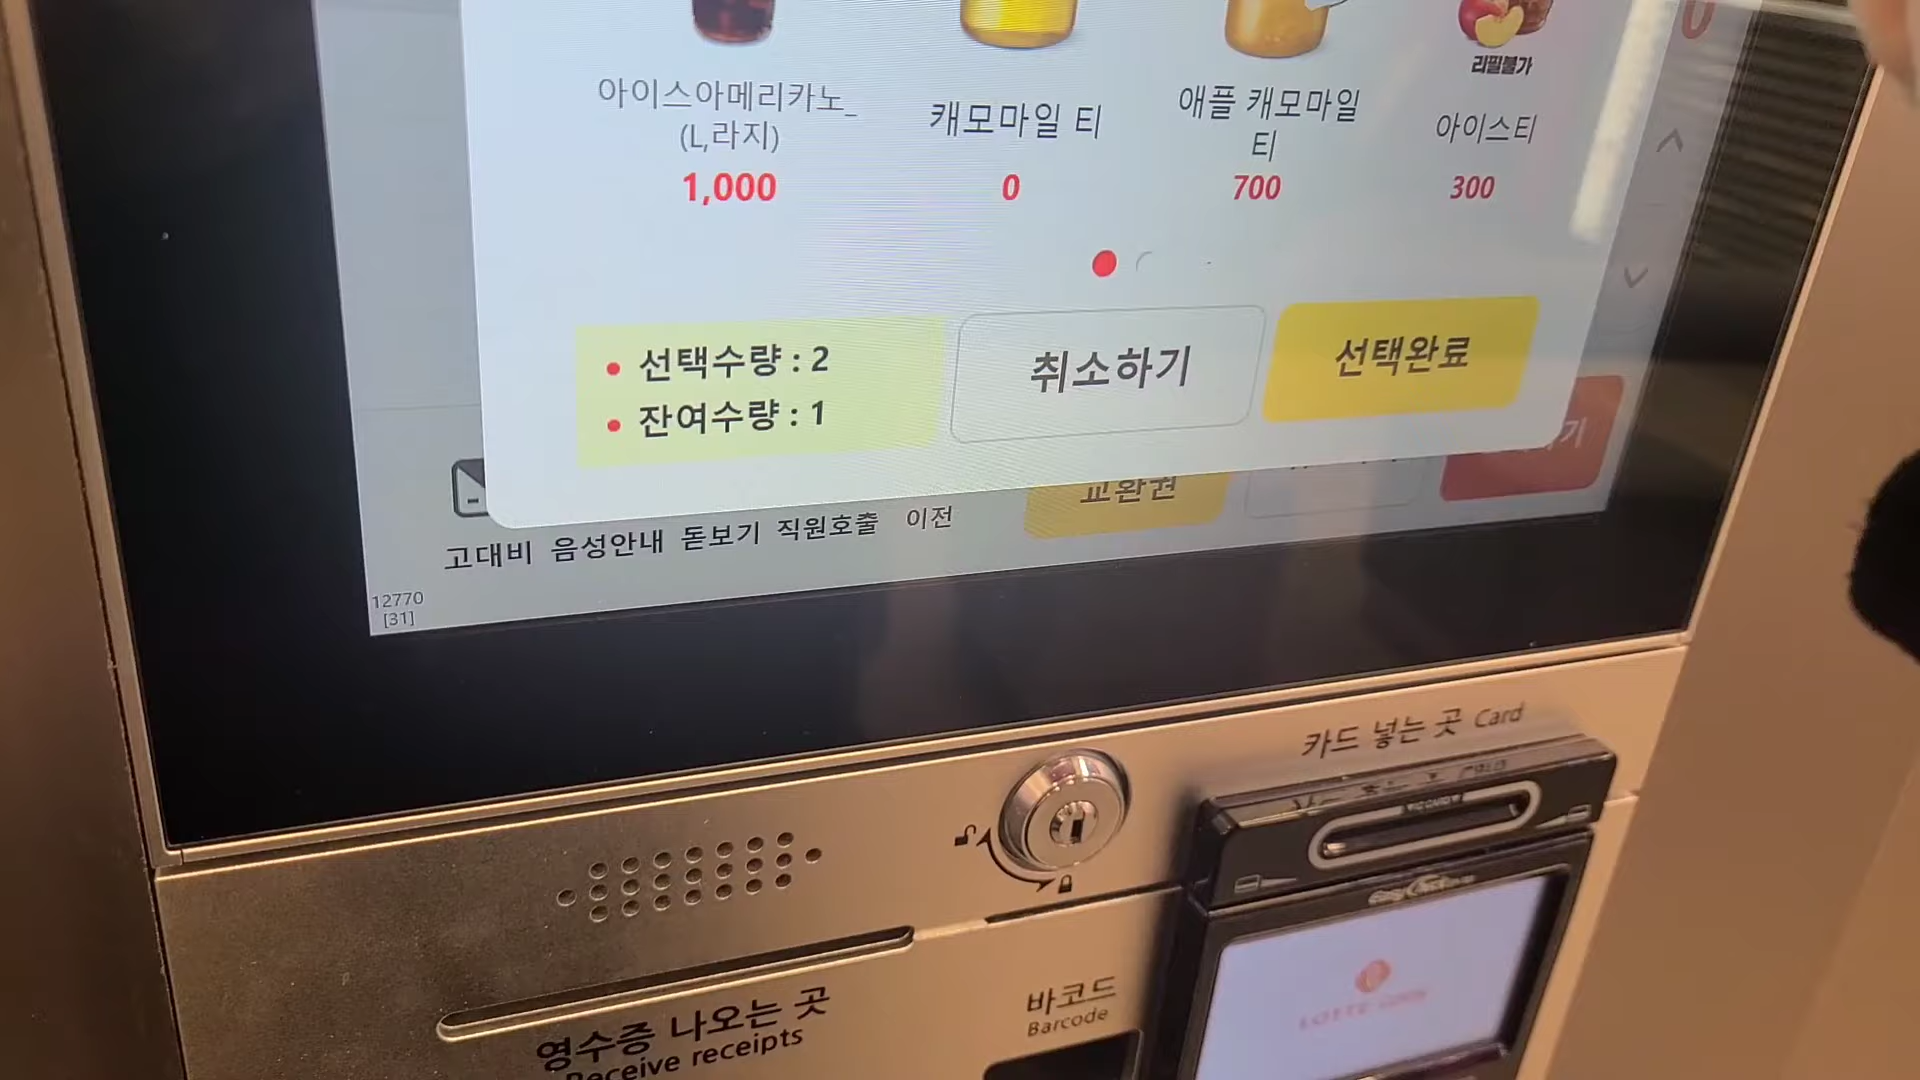 리필불가
아이스아메리카노_
(L,라지)
1,000
캐모마일 티
0
애플 캐모마일
티
700
아이스티
300
선택수량 : 2
잔여수량 : 1
취소하기
선택완료
교환권
고대비 음성안내 돋보기 직원호출 이전
12770
[31]
카드 넣는 곳 Card
영수증 나오는 곳
Receive receipts
바코드
Barcode